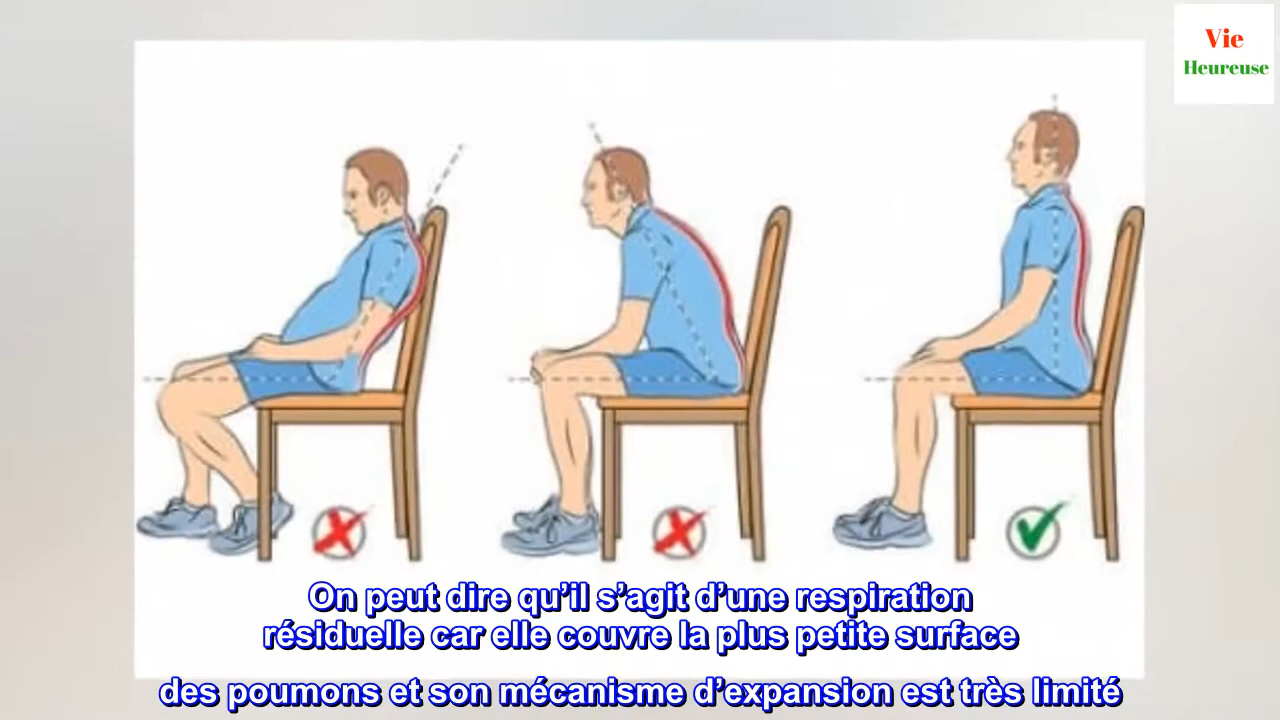 Vie
Heureuse
On peut dire qu’il s’agit d’une respiration
résiduelle car elle couvre la plus petite surface
des poumons et son mécanisme d’expansion est très limité